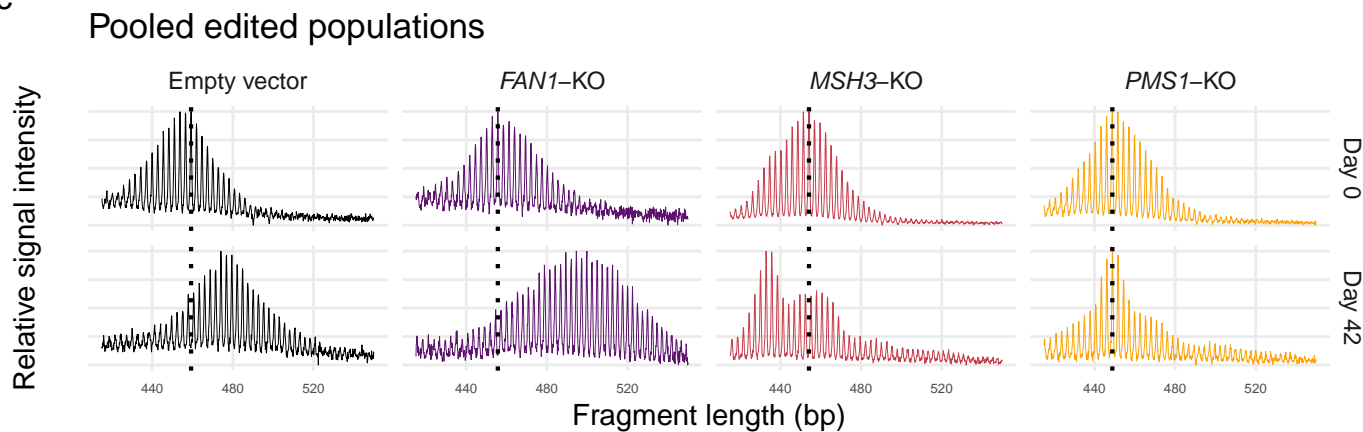 Pooled edited populations
Empty vector
FAN1–KO
MSH3–KO
PMS1–KO
Relative signal intensity
Day 0
Day 42
440 480 520 440 480 520 440 480 520 440 480 520
Fragment length (bp)